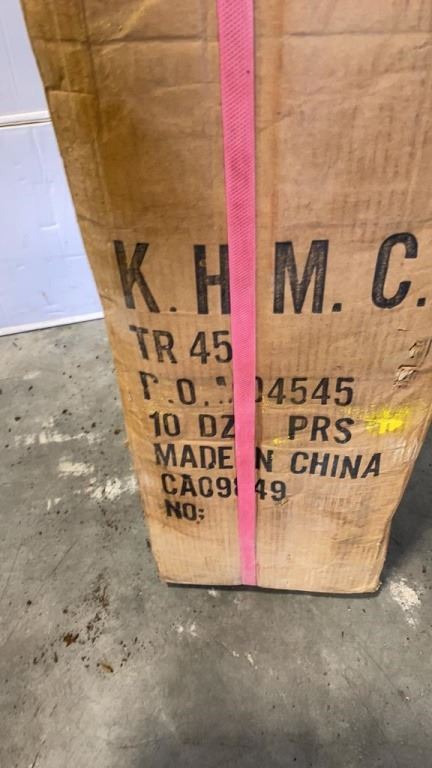 K. H. M. C.
TR 45
P.O. 04545
10 DZ PRS
MADE IN CHINA
CA09849
NO: